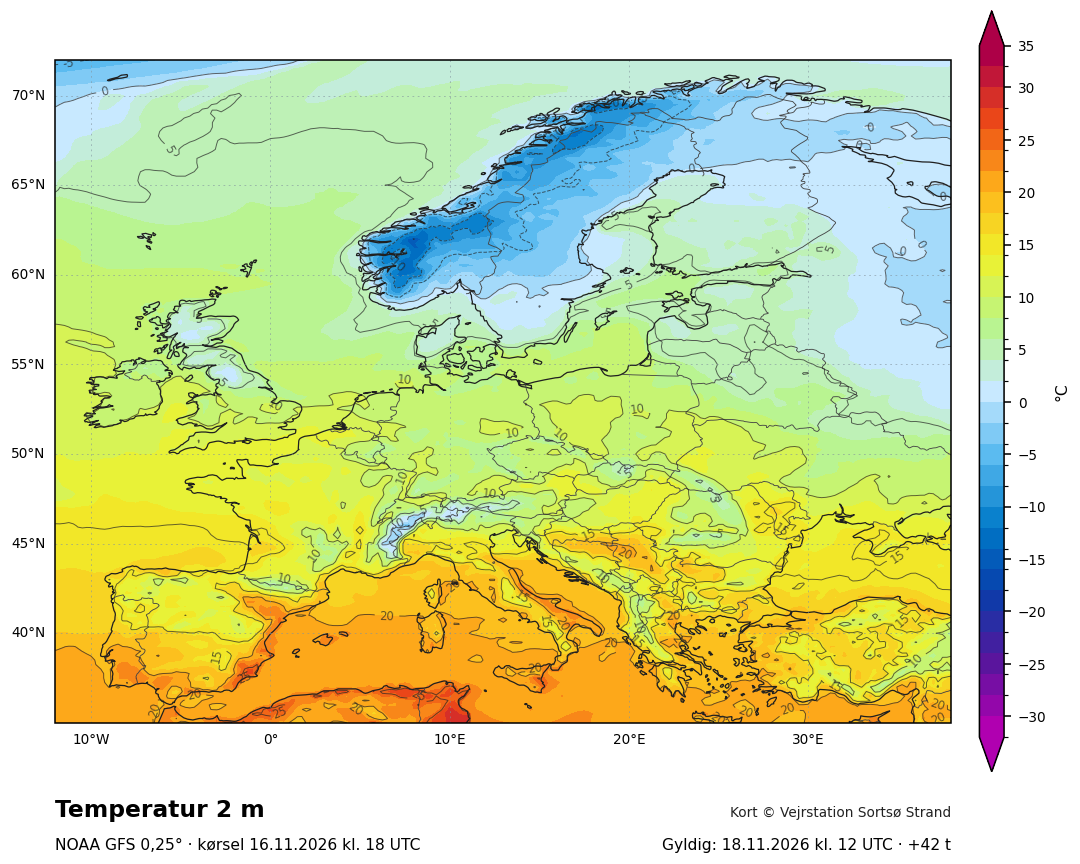 70°N
65°N
60°N
55°N
50°N
45°N
40°N
10°W 0° 10°E 20°E 30°E
35
30
25
20
15
10
5
0
−5
−10
−15
−20
−25
−30
°C
Temperatur 2 m
Kort © Vejrstation Sortsø Strand
NOAA GFS 0,25° · kørsel 16.11.2026 kl. 18 UTC
Gyldig: 18.11.2026 kl. 12 UTC · +42 t